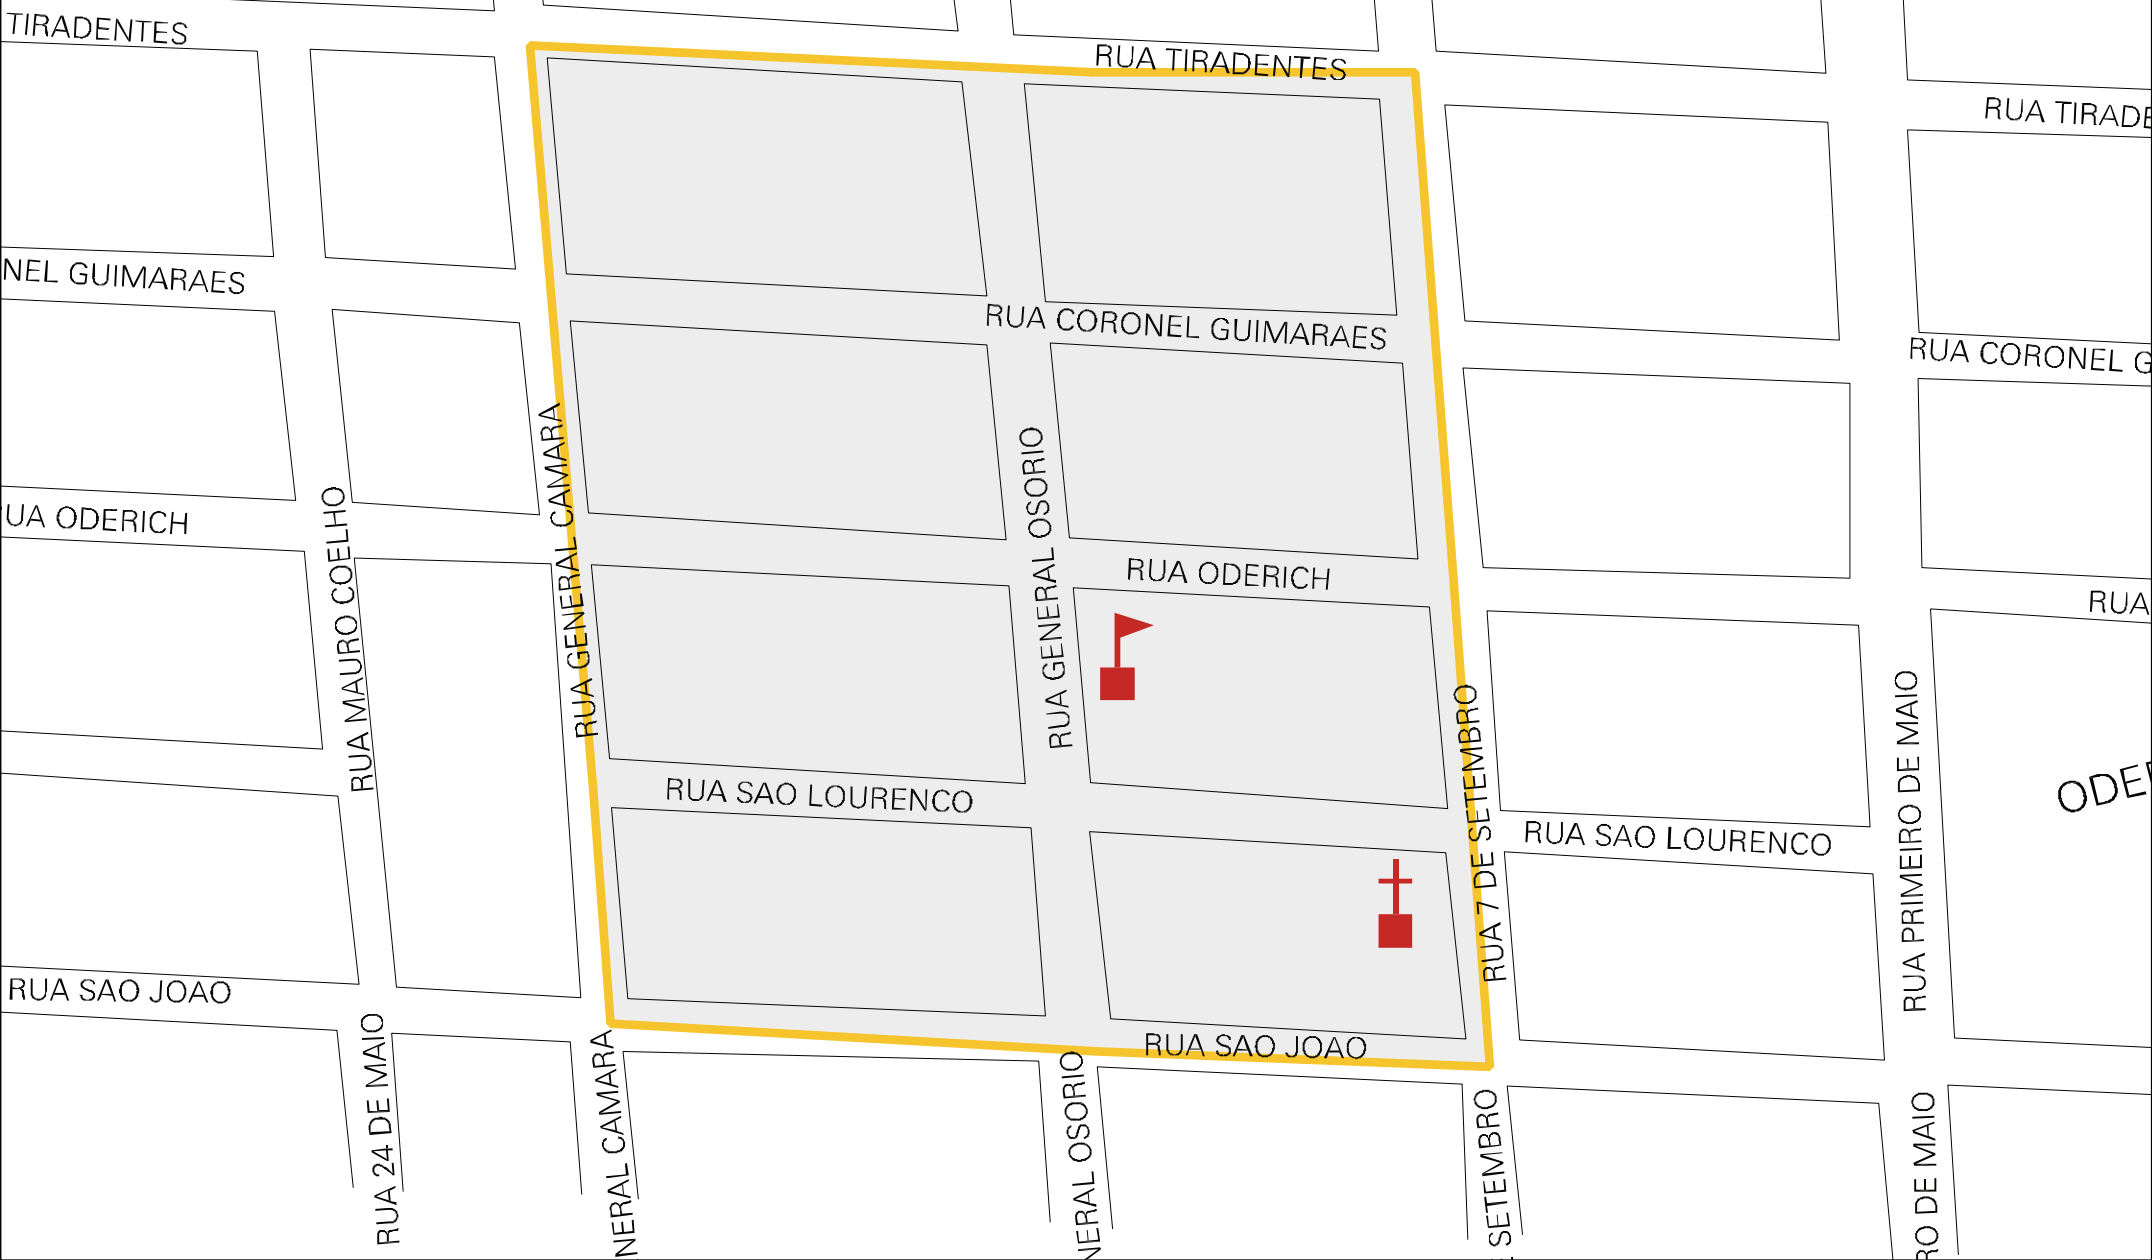 TIRADENTES
RUA TIRADENTES
RUA TIRADE
NEL GUIMARAES
RUA CORONEL GUIMARAES
RUA CORONEL G
UA ODERICH
RUA ODERICH
RUA
RUA MAURO COELHO
RUA GENERAL CAMARA
RUA GENERAL OSORIO
RUA 7 DE SETEMBRO
RUA PRIMEIRO DE MAIO
ODE
RUA SAO LOURENCO
RUA SAO LOURENCO
RUA SAO JOAO
RUA SAO JOAO
RUA 24 DE MAIO
NERAL CAMARA
NERAL OSORIO
SETEMBRO
RO DE MAIO